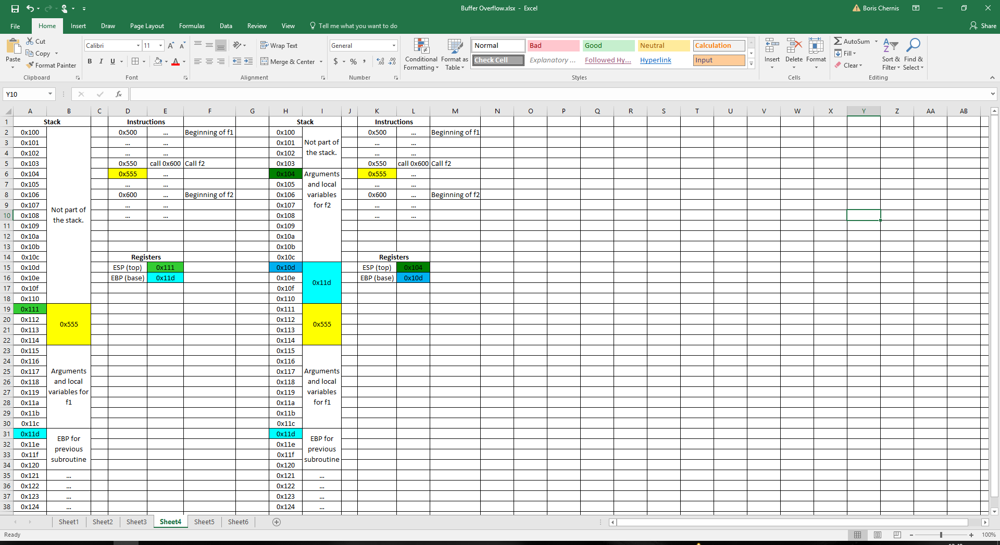 Buffer Overflow.xlsx - Excel
Boris Chernis
File Home Insert Draw Page Layout Formulas Data Review View Tell me what you want to do Share
Paste
Cut
Copy
Format Painter
Clipboard
Calibri 11
B I U
Font
Wrap Text
Merge & Center
Alignment
General
$ % ,
Number
Conditional Formatting
Format as Table
Normal Bad Good Neutral Calculation
Check Cell Explanatory ... Followed Hy... Hyperlink Input
Styles
Insert Delete Format
Cells
AutoSum
Fill
Clear
Sort & Filter
Find & Select
Editing
Y10 fx
A B C D E F G H I J K L M N O P Q R S T U V W X Y Z AA AB
1 Stack Instructions Stack Instructions
2 0x100 0x500 ... Beginning of f1 0x100 0x500 ... Beginning of f1
3 0x101 ... ... 0x101 Not part of ... ...
4 0x102 ... ... 0x102 the stack. ... ...
5 0x103 0x550 call 0x600 Call f2 0x103 0x550 call 0x600 Call f2
6 0x104 0x555 ... 0x104 Arguments 0x555 ...
7 0x105 ... ... 0x105 and local ... ...
8 0x106 0x600 ... Beginning of f2 0x106 variables 0x600 ... Beginning of f2
9 0x107 Not part of ... ... 0x107 for f2 ... ...
10 0x108 the stack. ... ... 0x108 ... ...
11 0x109 0x109
12 0x10a 0x10a
13 0x10b 0x10b
14 0x10c Registers 0x10c Registers
15 0x10d ESP (top) 0x111 0x10d ESP (top) 0x104
16 0x10e EBP (base) 0x11d 0x10e 0x11d EBP (base) 0x10d
17 0x10f 0x10f
18 0x110 0x110
19 0x111 0x111
20 0x112 0x555 0x112 0x555
21 0x113 0x113
22 0x114 0x114
23 0x115 0x115
24 0x116 0x116
25 0x117 Arguments 0x117 Arguments
26 0x118 and local 0x118 and local
27 0x119 variables for 0x119 variables
28 0x11a f1 0x11a for f1
29 0x11b 0x11b
30 0x11c 0x11c
31 0x11d EBP for 0x11d EBP for
32 0x11e previous 0x11e previous
33 0x11f subroutine 0x11f subroutine
34 0x120 0x120
35 0x121 ... 0x121 ...
36 0x122 ... 0x122 ...
37 0x123 ... 0x123 ...
38 0x124 ... 0x124 ...
Sheet1 Sheet2 Sheet3 Sheet4 Sheet5 Sheet6
Ready 100%